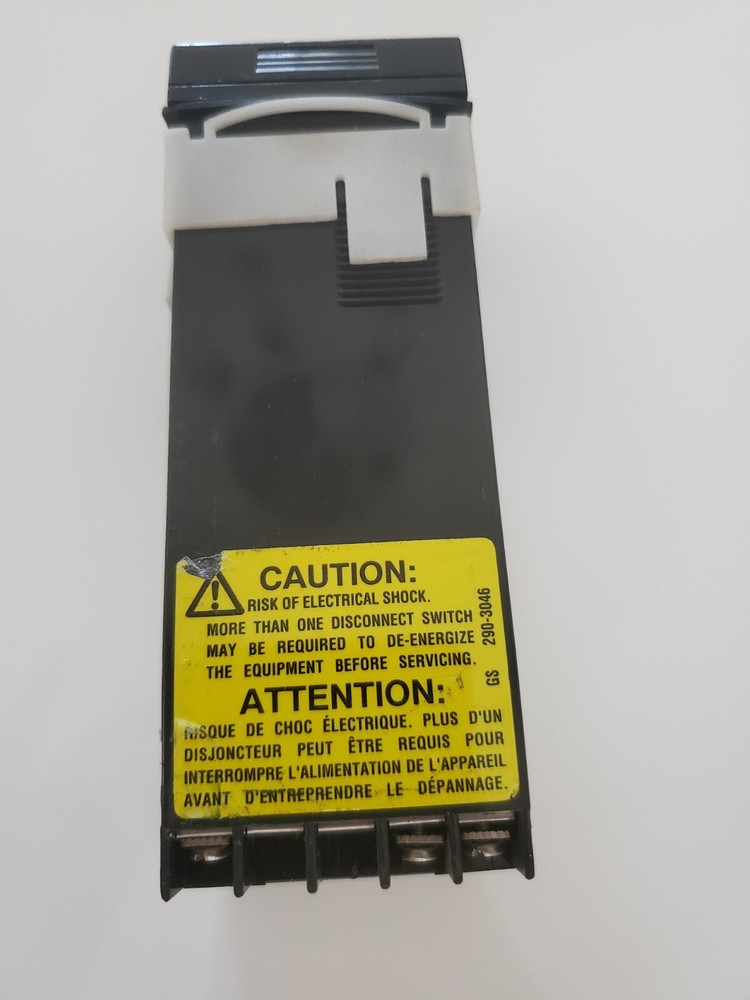 CAUTION:
RISK OF ELECTRICAL SHOCK.
MORE THAN ONE DISCONNECT SWITCH
MAY BE REQUIRED TO DE-ENERGIZE
THE EQUIPMENT BEFORE SERVICING.
ATTENTION:
RISQUE DE CHOC ÉLECTRIQUE. PLUS D'UN
DISJONCTEUR PEUT ÊTRE REQUIS POUR
INTERROMPRE L'ALIMENTATION DE L'APPAREIL
AVANT D'ENTREPRENDRE LE DÉPANNAGE.
GS 290-3046